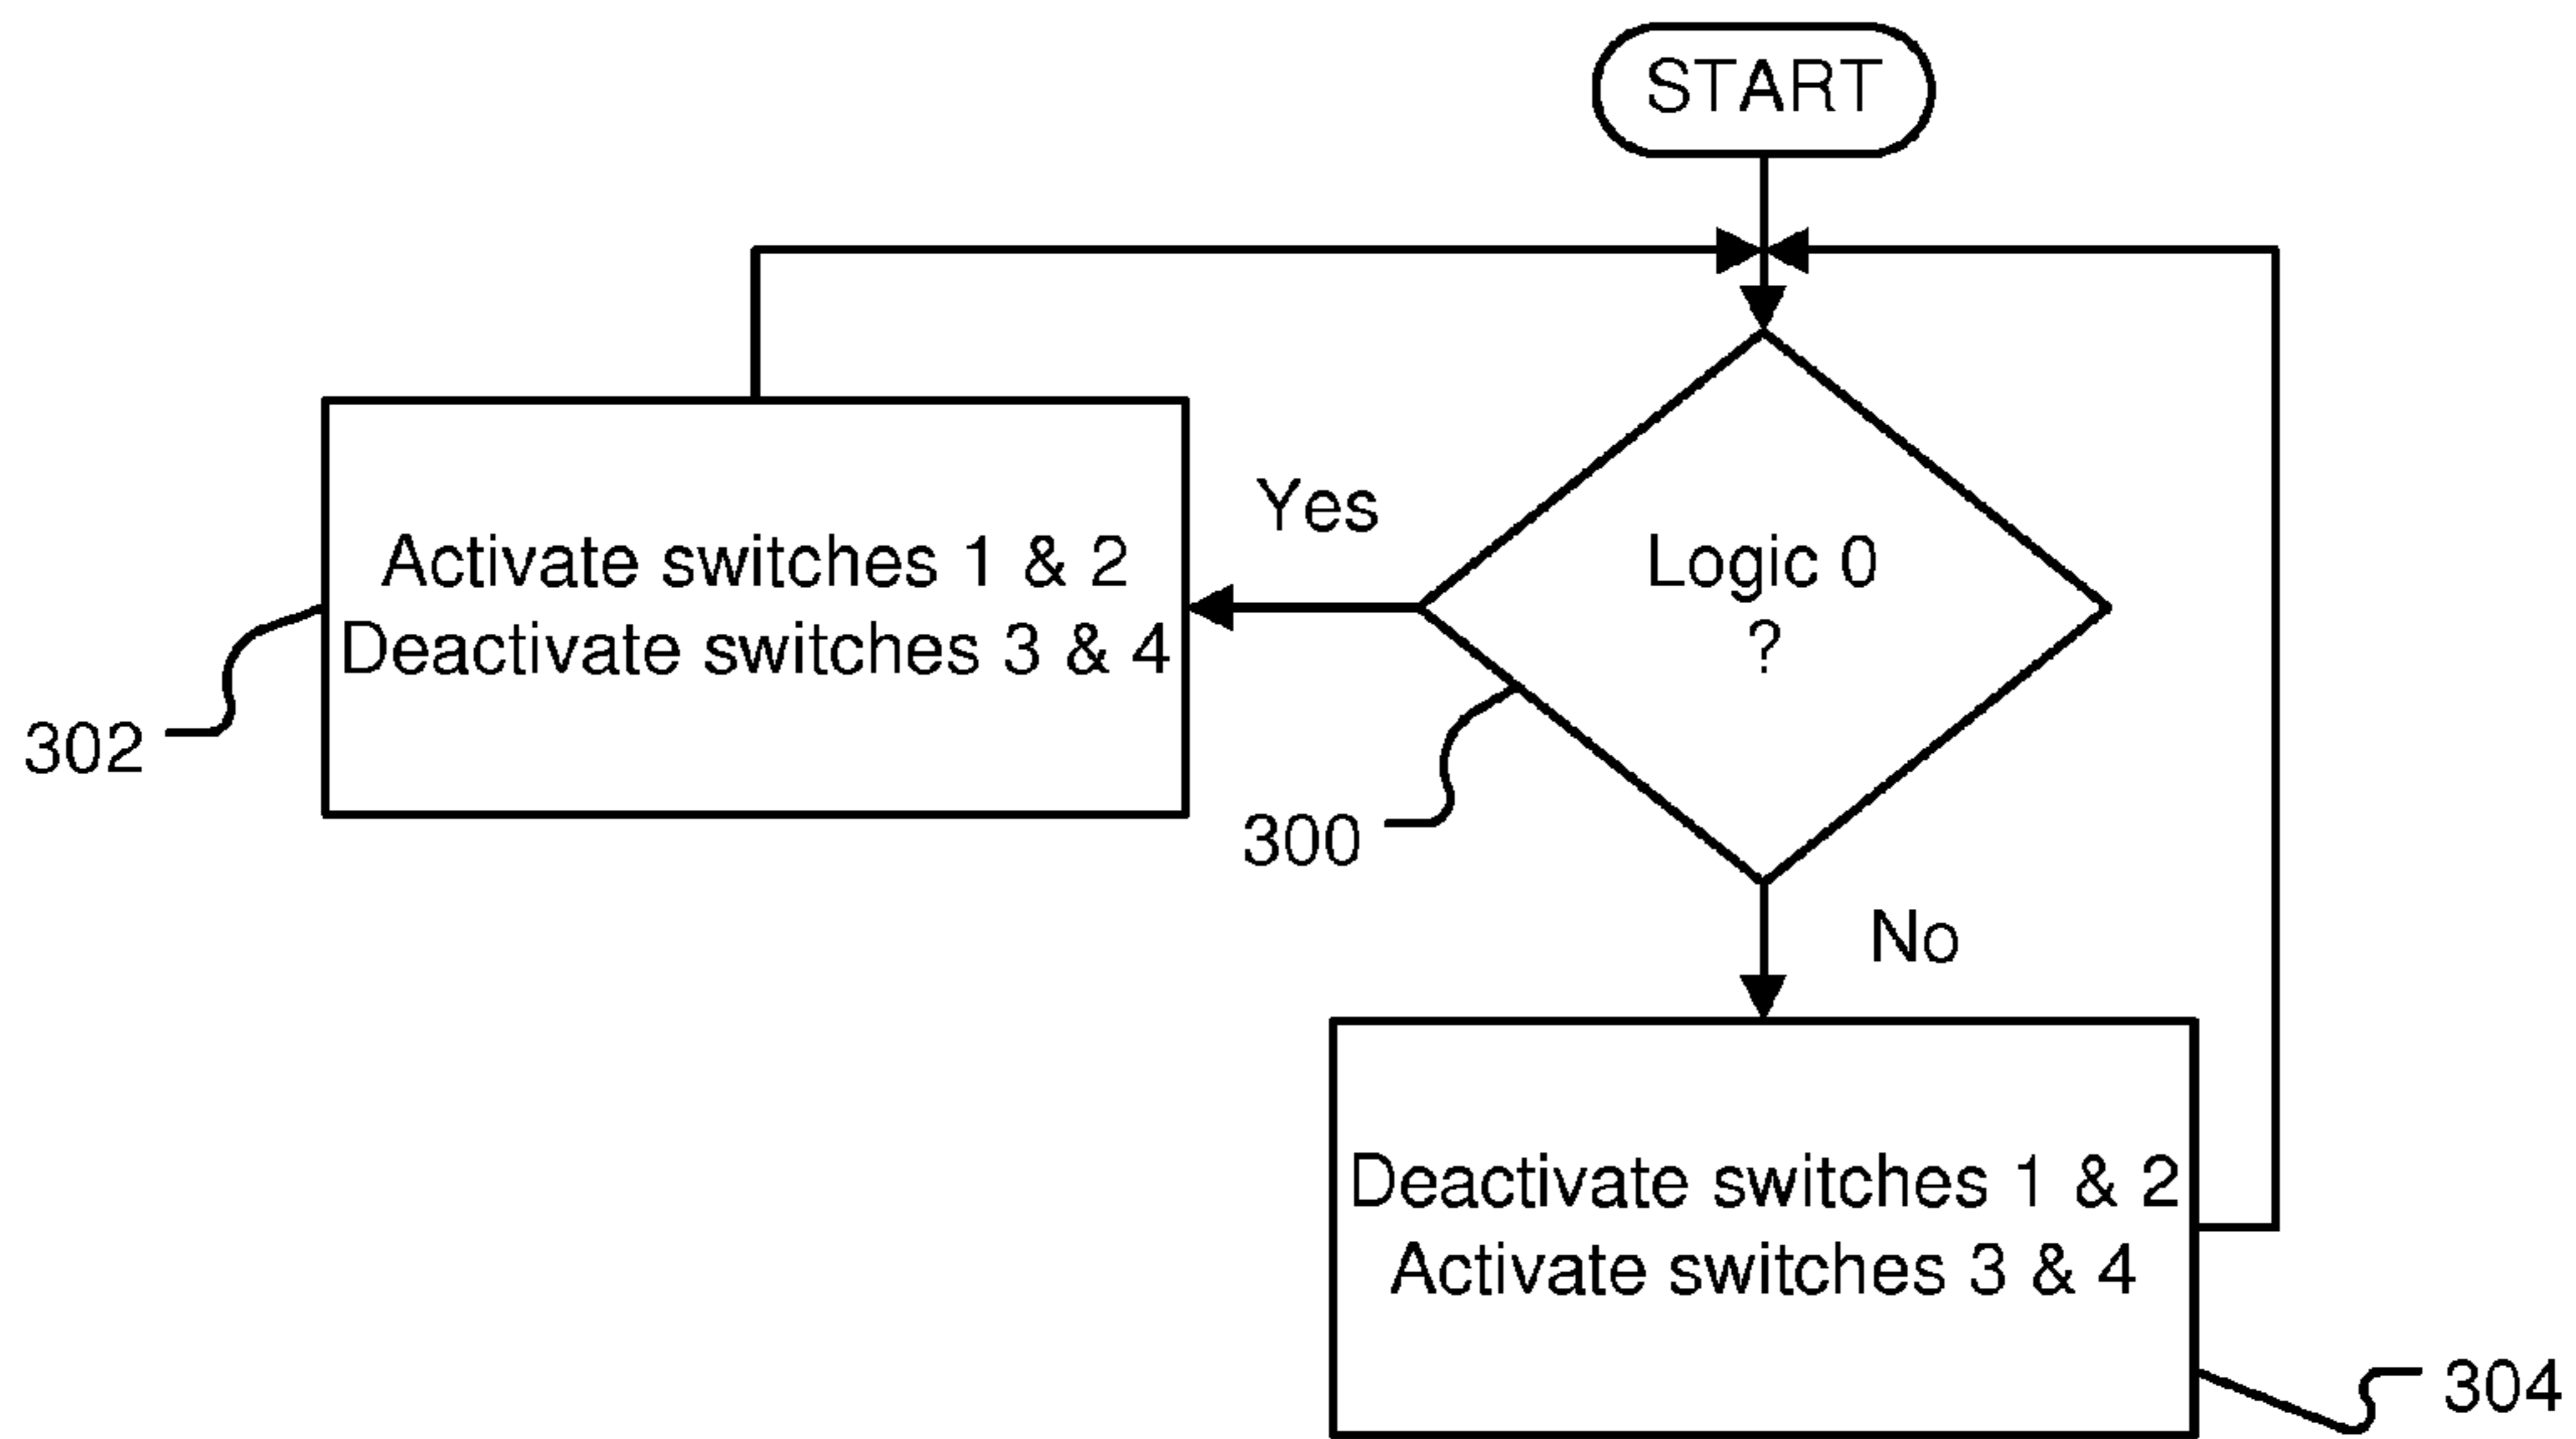 START
Yes
Logic 0
?
Activate switches 1 & 2
Deactivate switches 3 & 4
302
300
No
Deactivate switches 1 & 2
Activate switches 3 & 4
304